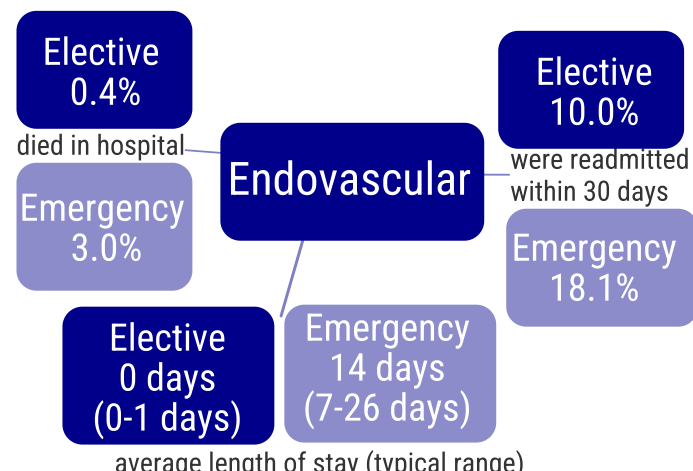 Elective
0.4%
died in hospital
Emergency
3.0%
Endovascular
Elective
10.0%
were readmitted
within 30 days
Emergency
18.1%
Elective
0 days
(0-1 days)
Emergency
14 days
(7-26 days)
average length of stay (typical range)